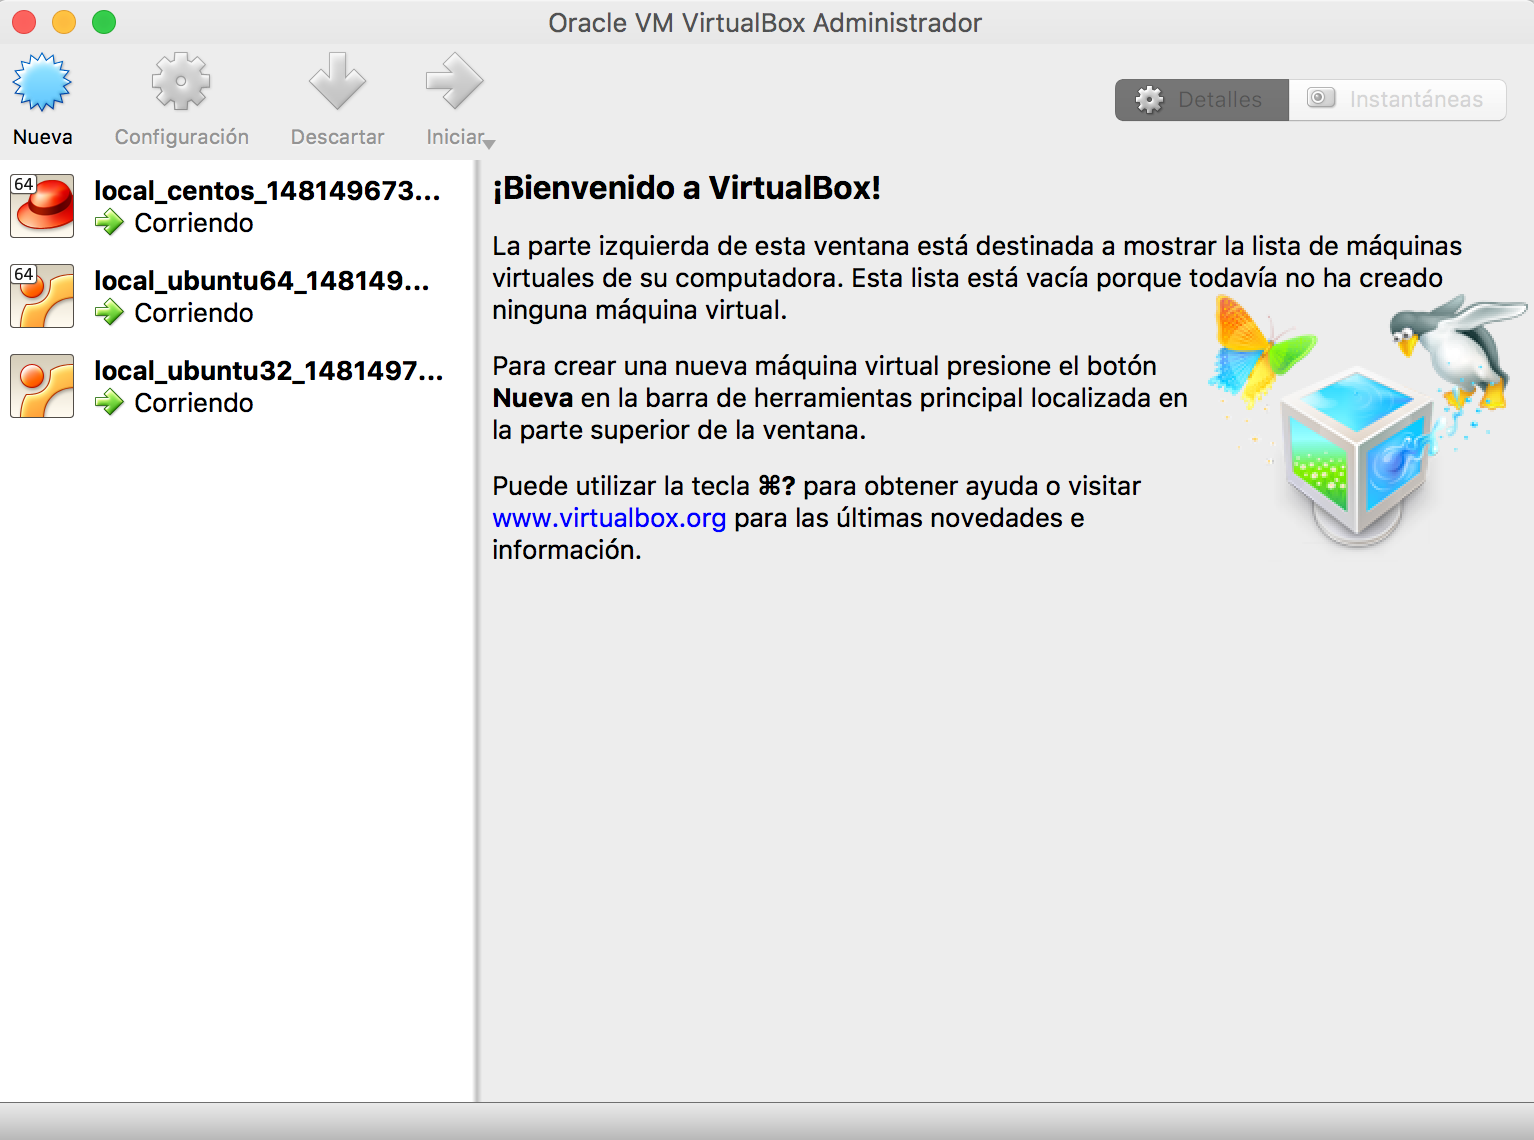 Oracle VM VirtualBox Administrador
Nueva
Configuración
Descartar
Iniciar
Detalles
Instantáneas
64
local_centos_148149673...
Corriendo
64
local_ubuntu64_148149...
Corriendo
local_ubuntu32_1481497...
Corriendo
¡Bienvenido a VirtualBox!
La parte izquierda de esta ventana está destinada a mostrar la lista de máquinas
virtuales de su computadora. Esta lista está vacía porque todavía no ha creado
ninguna máquina virtual.
Para crear una nueva máquina virtual presione el botón
Nueva en la barra de herramientas principal localizada en
la parte superior de la ventana.
Puede utilizar la tecla ⌘? para obtener ayuda o visitar
www.virtualbox.org para las últimas novedades e
información.